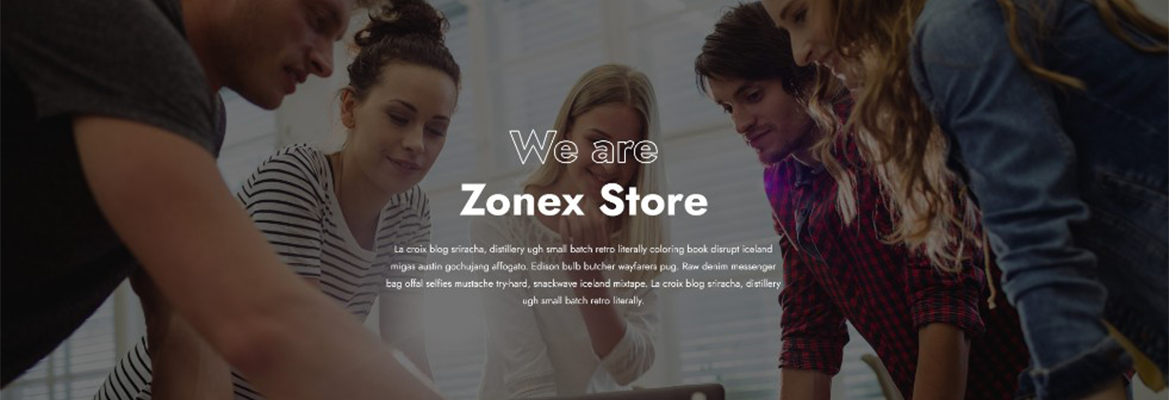 We are
Zonex Store
La croix blog sriracha, distillery ugh small batch retro literally coloring book disrupt iceland
migas austin gochujang affogato. Edison bulb butcher wayfarers pug. Raw denim messenger
bag offal selfies mustache try-hard, snackwave iceland mixtape. La croix blog sriracha, distillery
ugh small batch retro literally.